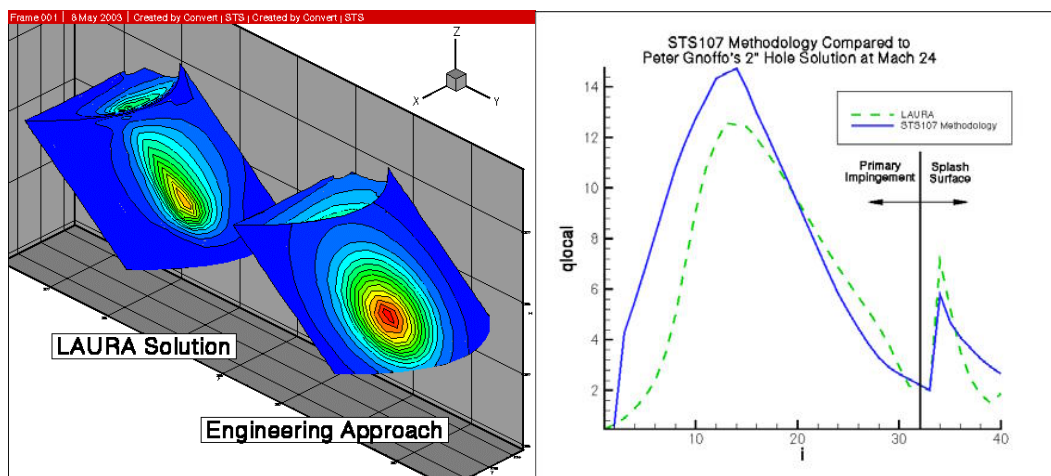 Frame 001 | 8 May 2003 | Created by Convert | STS | Created by Convert | STS
Z
X
Y
LAURA Solution
Engineering Approach
STS107 Methodology Compared to
Peter Gnoffo's 2" Hole Solution at Mach 24
14
12
10
8
6
4
2
qlocal
LAURA
STS107 Methodology
Primary
Impingement
Splash
Surface
10
20
30
40
i